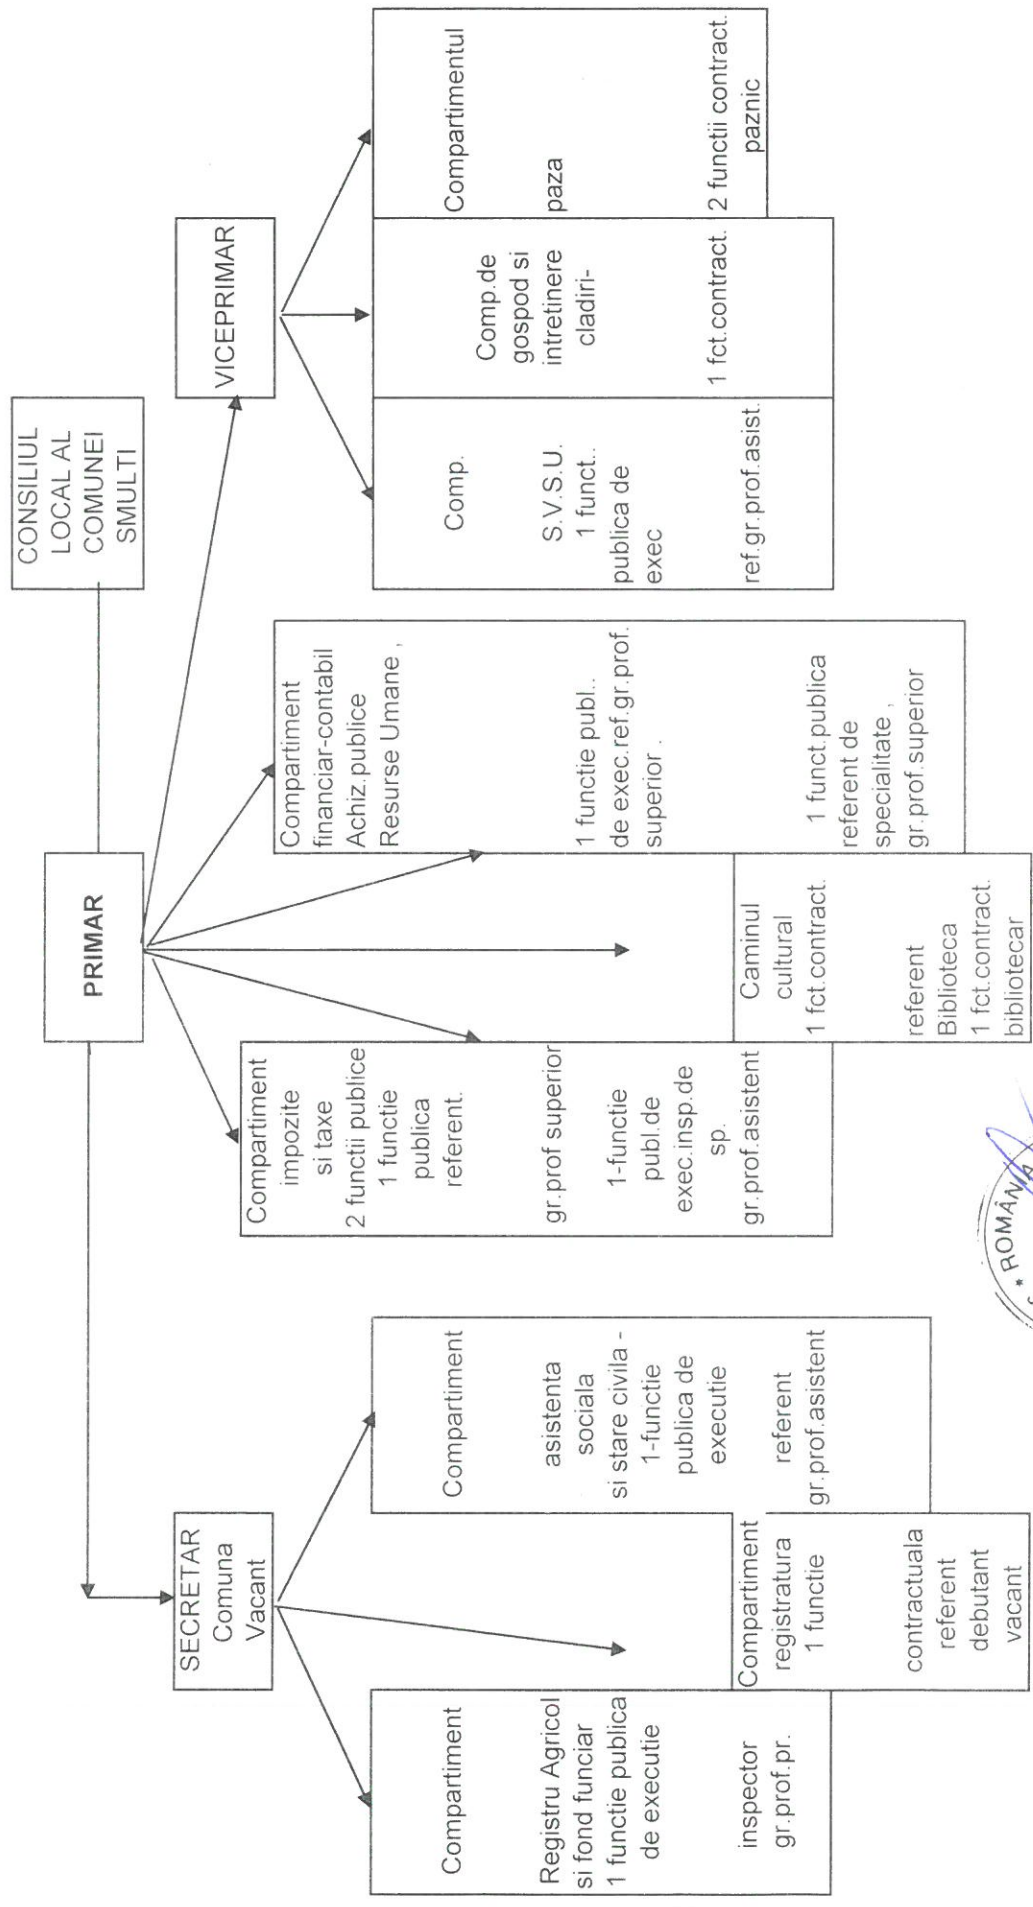 CONSILIUL
LOCAL AL
COMUNEI
SMULTI
PRIMAR
VICEPRIMAR
SECRETAR
Comuna
Vacant
Compartiment
Registru Agricol
si fond funciar
1 functie publica
de executie
inspector
gr.prof.pr.
Compartiment
registratura
1 functie
contractuala
referent
debutant
vacant
Compartiment
asistenta
sociala
si stare civila -
1-functie
publica de
executie
referent
gr.prof.asistent
Compartiment
impozite
si taxe
2 functii publice
1 functie
publica
referent.
gr.prof superior
1-functie
publ.de
exec.insp.de
sp.
gr.prof.asistent
Caminul
cultural
1 fct.contract.
referent
Biblioteca
1 fct.contract.
bibliotecar
Compartiment
financiar-contabil
Achiz.publice
Resurse Umane ,
1 functie publ..
de exec.ref.gr.prof.
superior .
1 funct.publica
referent de
specialitate ,
gr.prof.superior
Comp.
S.V.S.U.
1 funct..
publica de
exec
ref.gr.prof.asist.
Comp.de
gospod si
intretinere
cladiri-
1 fct.contract.
Compartimentul
paza
2 functii contract.
paznic
* ROMÂNIA